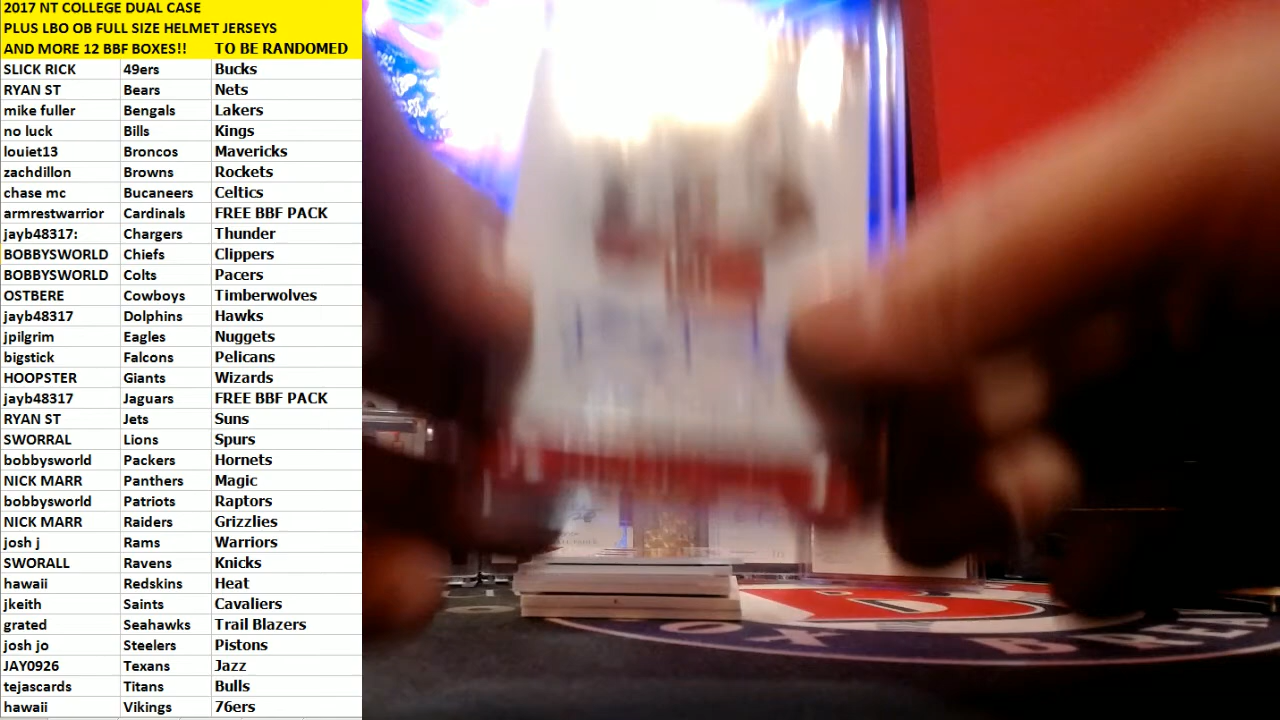 2017 NT COLLEGE DUAL CASE
PLUS LBO OB FULL SIZE HELMET JERSEYS
AND MORE 12 BBF BOXES!! TO BE RANDOMED
SLICK RICK 49ers Bucks
RYAN ST Bears Nets
mike fuller Bengals Lakers
no luck Bills Kings
louiet13 Broncos Mavericks
zachdillon Browns Rockets
chase mc Bucaneers Celtics
armrestwarrior Cardinals FREE BBF PACK
jayb48317: Chargers Thunder
BOBBYSWORLD Chiefs Clippers
BOBBYSWORLD Colts Pacers
OSTBERE Cowboys Timberwolves
jayb48317 Dolphins Hawks
jpilgrim Eagles Nuggets
bigstick Falcons Pelicans
HOOPSTER Giants Wizards
jayb48317 Jaguars FREE BBF PACK
RYAN ST Jets Suns
SWORRAL Lions Spurs
bobbysworld Packers Hornets
NICK MARR Panthers Magic
bobbysworld Patriots Raptors
NICK MARR Raiders Grizzlies
josh j Rams Warriors
SWORALL Ravens Knicks
hawaii Redskins Heat
jkeith Saints Cavaliers
grated Seahawks Trail Blazers
josh jo Steelers Pistons
JAY0926 Texans Jazz
tejascards Titans Bulls
hawaii Vikings 76ers
OX BREA